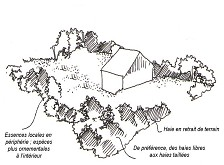 Haie en retrait de terrain
Essences locales en
périphérie ; espèces
plus ornementales
à l'intérieur
De préférence, des haies libres
aux haies taillées